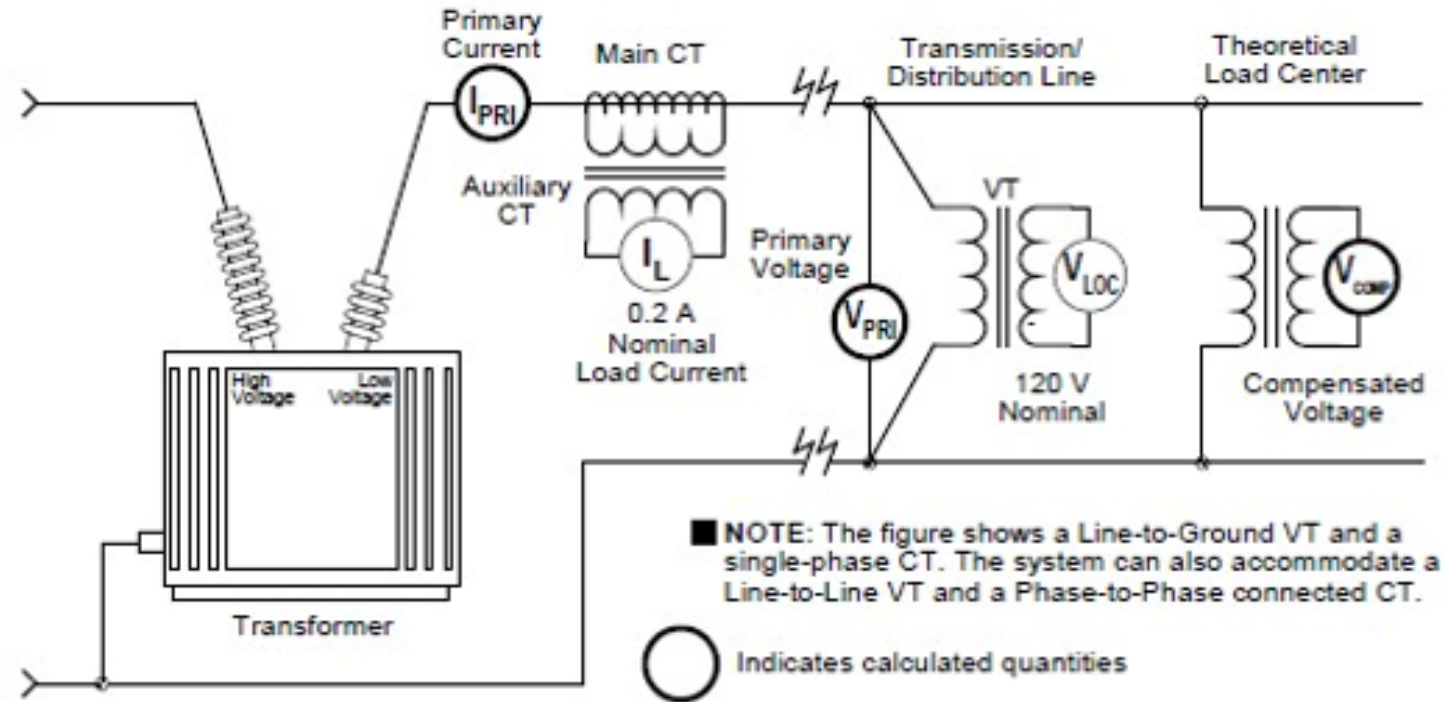 Primary
Current
I PRI
Main CT
Transmission/
Distribution Line
Theoretical
Load Center
Auxiliary
CT
I L
0.2 A
Nominal
Load Current
Primary
Voltage
V PRI
VT
V LOC
120 V
Nominal
V COMP
Compensated
Voltage
High
Voltage
Low
Voltage
Transformer
NOTE: The figure shows a Line-to-Ground VT and a
single-phase CT. The system can also accommodate a
Line-to-Line VT and a Phase-to-Phase connected CT.
Indicates calculated quantities